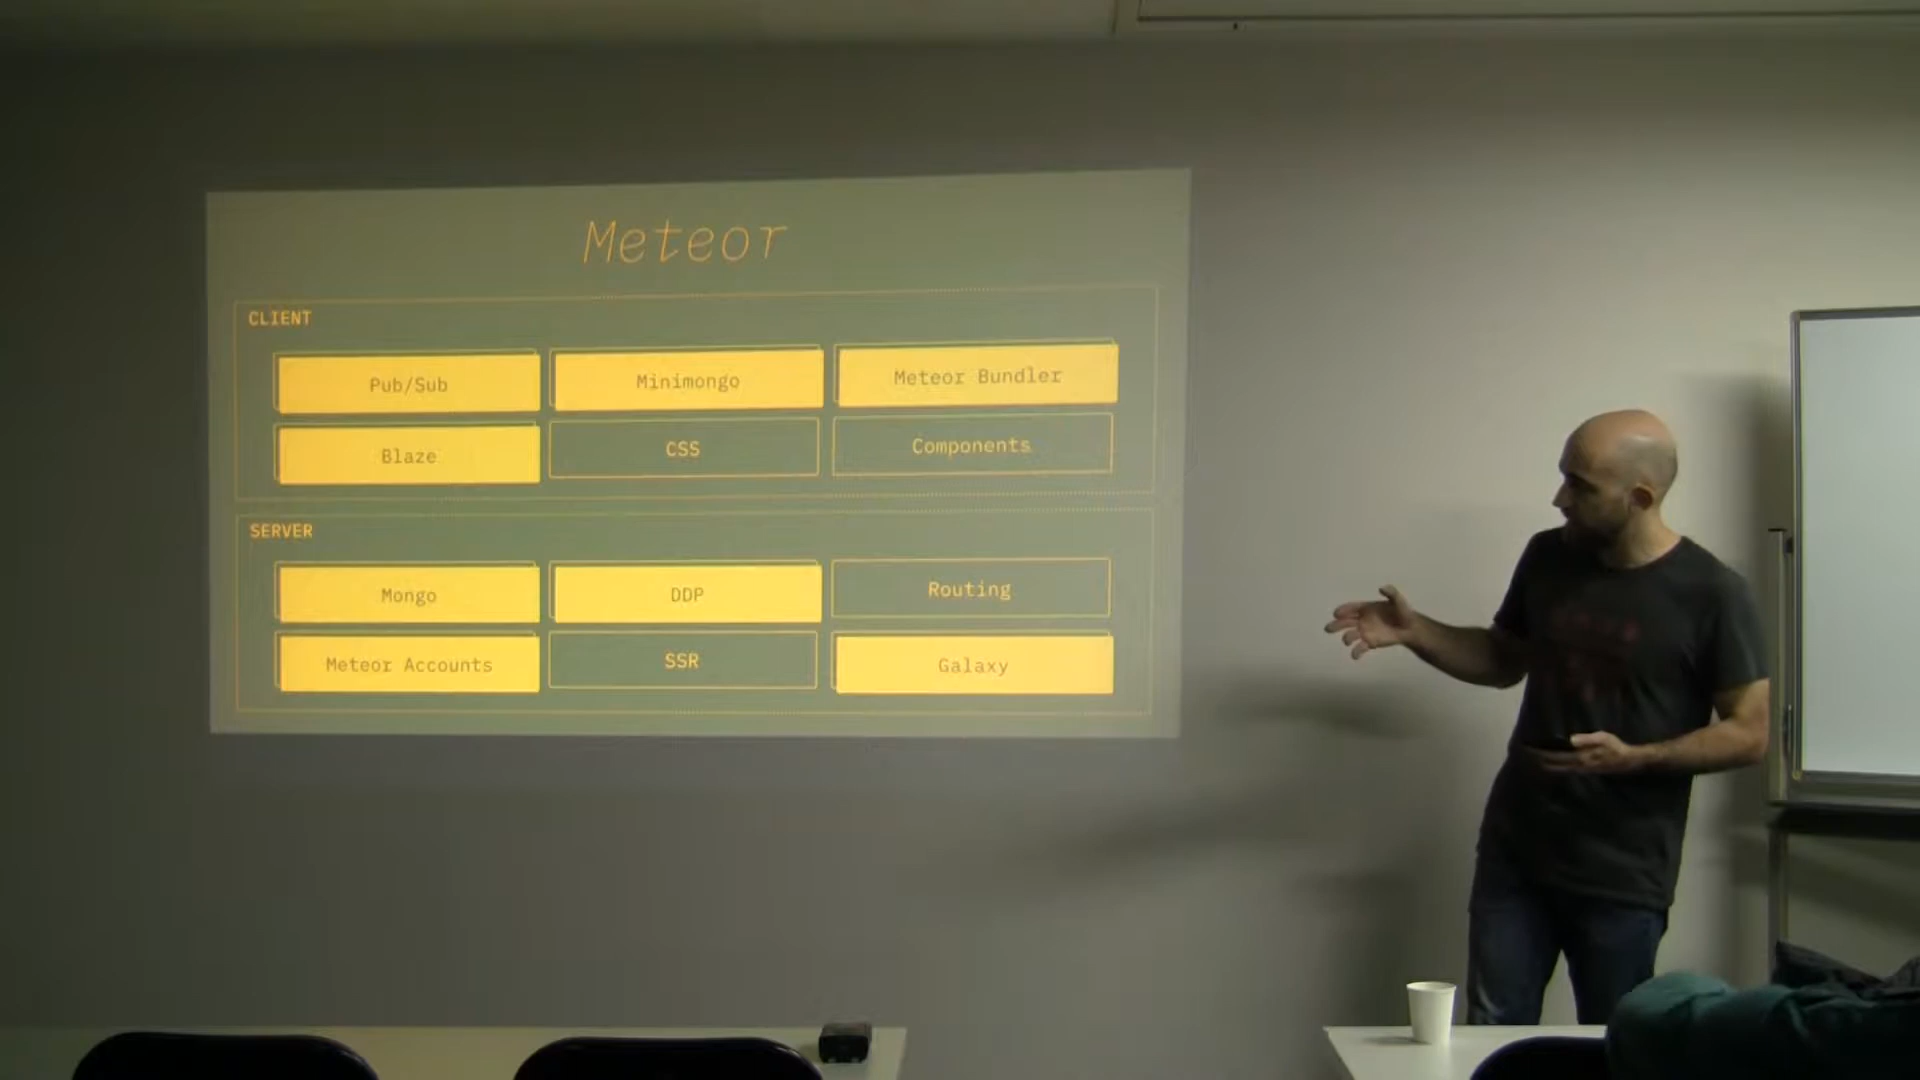 Meteor
CLIENT
Pub/Sub
Minimongo
Meteor Bundler
Blaze
CSS
Components
SERVER
Mongo
DDP
Routing
Meteor Accounts
SSR
Galaxy